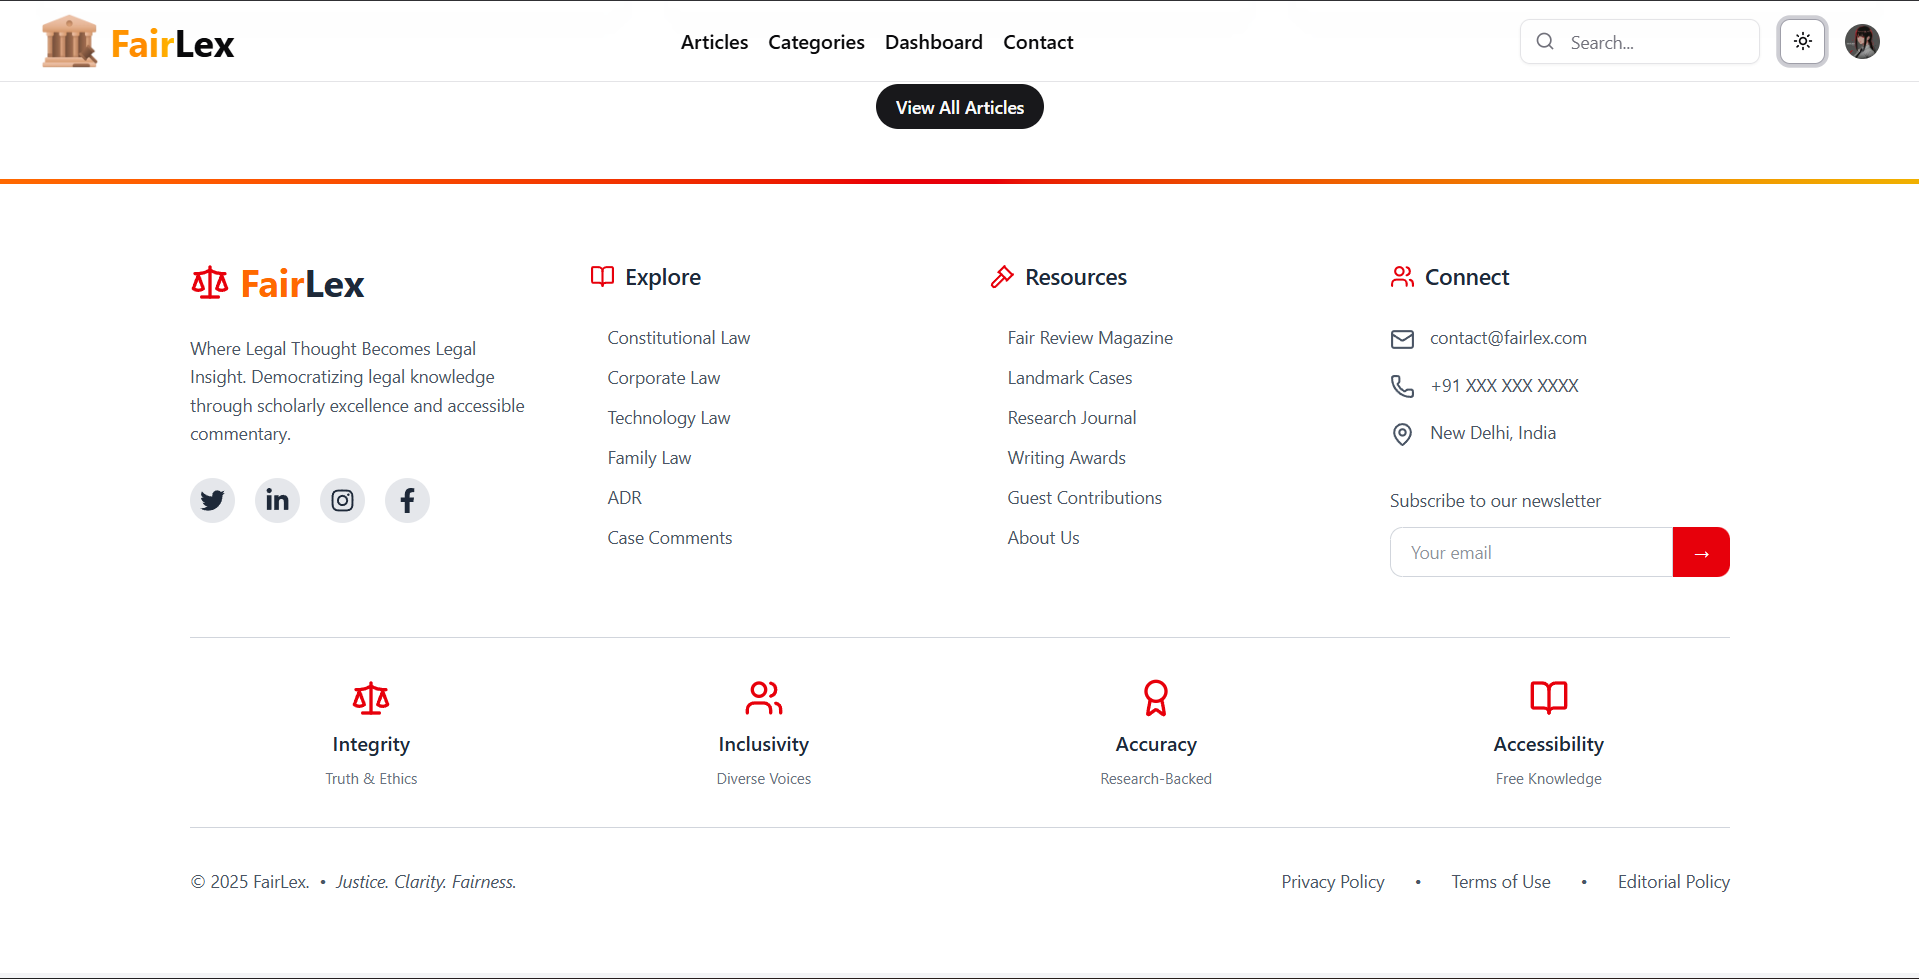 FairLex
Articles Categories Dashboard Contact
Search...
View All Articles
FairLex
Where Legal Thought Becomes Legal
Insight. Democratizing legal knowledge
through scholarly excellence and accessible
commentary.
Explore
Constitutional Law
Corporate Law
Technology Law
Family Law
ADR
Case Comments
Resources
Fair Review Magazine
Landmark Cases
Research Journal
Writing Awards
Guest Contributions
About Us
Connect
contact@fairlex.com
+91 XXX XXX XXXX
New Delhi, India
Subscribe to our newsletter
Your email →
Integrity
Truth & Ethics
Inclusivity
Diverse Voices
Accuracy
Research-Backed
Accessibility
Free Knowledge
© 2025 FairLex. • Justice. Clarity. Fairness.
Privacy Policy • Terms of Use • Editorial Policy